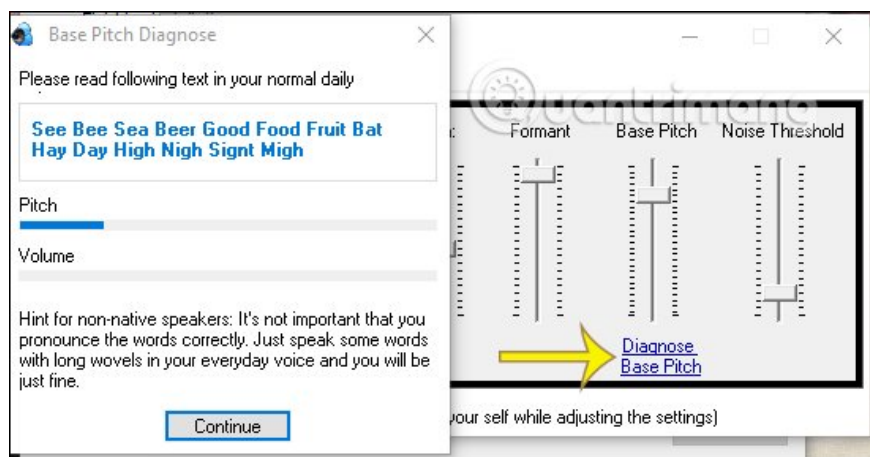 Base Pitch Diagnose
Please read following text in your normal daily
See Bee Sea Beer Good Food Fruit Bat
Hay Day High Nigh Signt Migh
Pitch
Volume
Hint for non-native speakers: It's not important that you
pronounce the words correctly. Just speak some words
with long wovels in your everyday voice and you will be
just fine.
Continue
Quantrimang
Formant Base Pitch Noise Threshold
Diagnose
Base Pitch
your self while adjusting the settings)